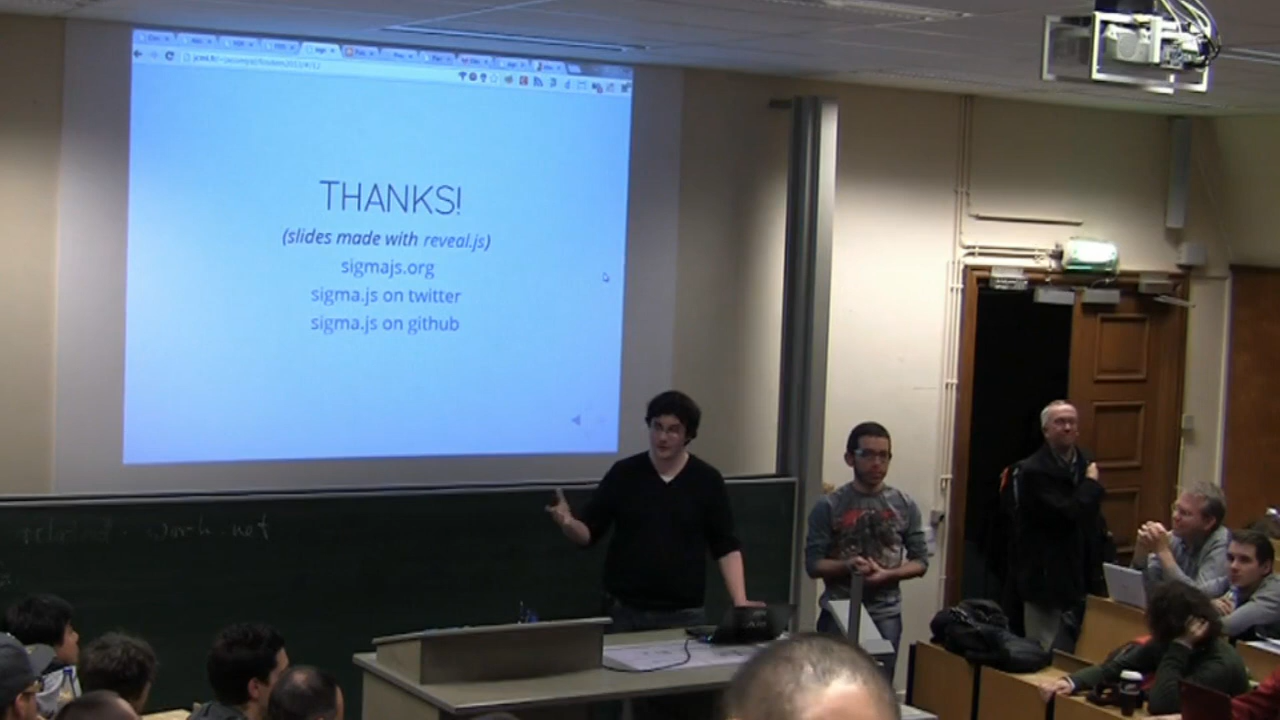 THANKS!
(slides made with reveal.js)
sigmajs.org
sigma.js on twitter
sigma.js on github